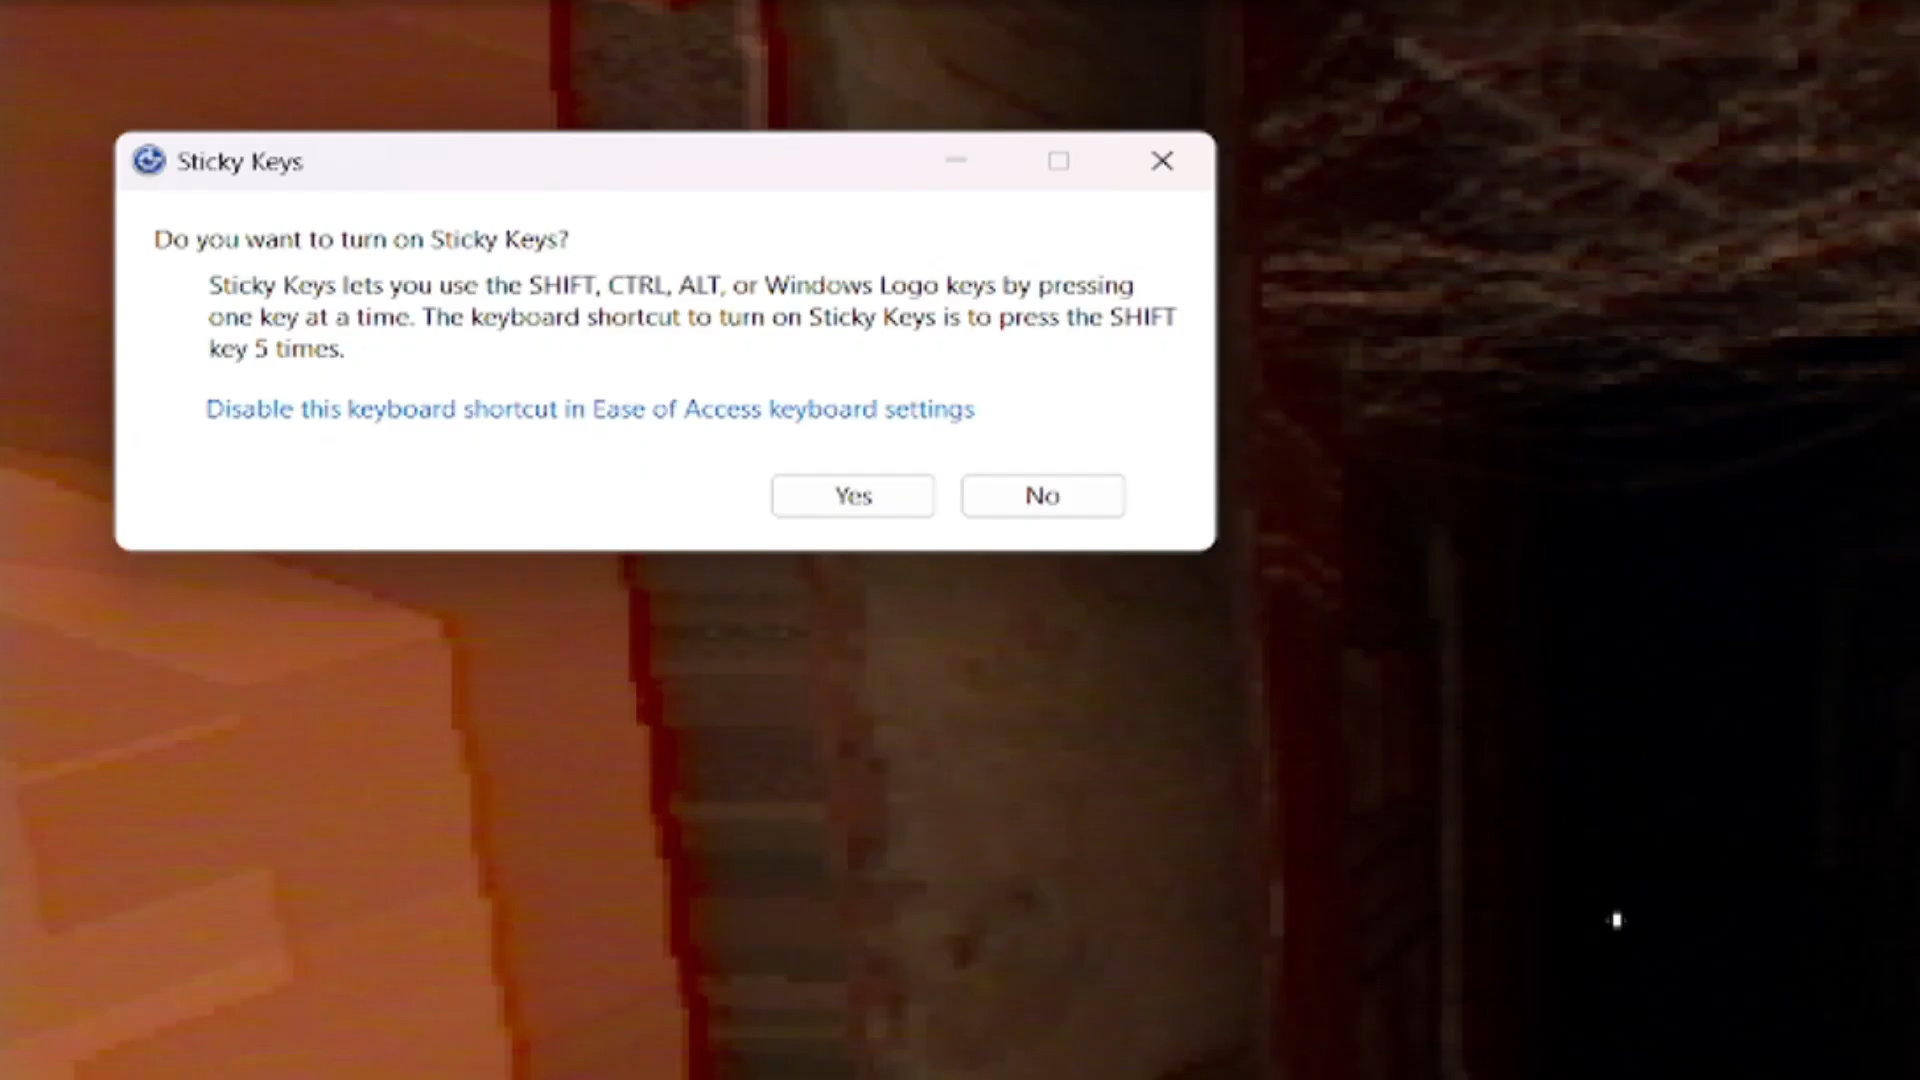 Sticky Keys
Do you want to turn on Sticky Keys?
Sticky Keys lets you use the SHIFT, CTRL, ALT, or Windows Logo keys by pressing
one key at a time. The keyboard shortcut to turn on Sticky Keys is to press the SHIFT
key 5 times.
Disable this keyboard shortcut in Ease of Access keyboard settings
Yes
No